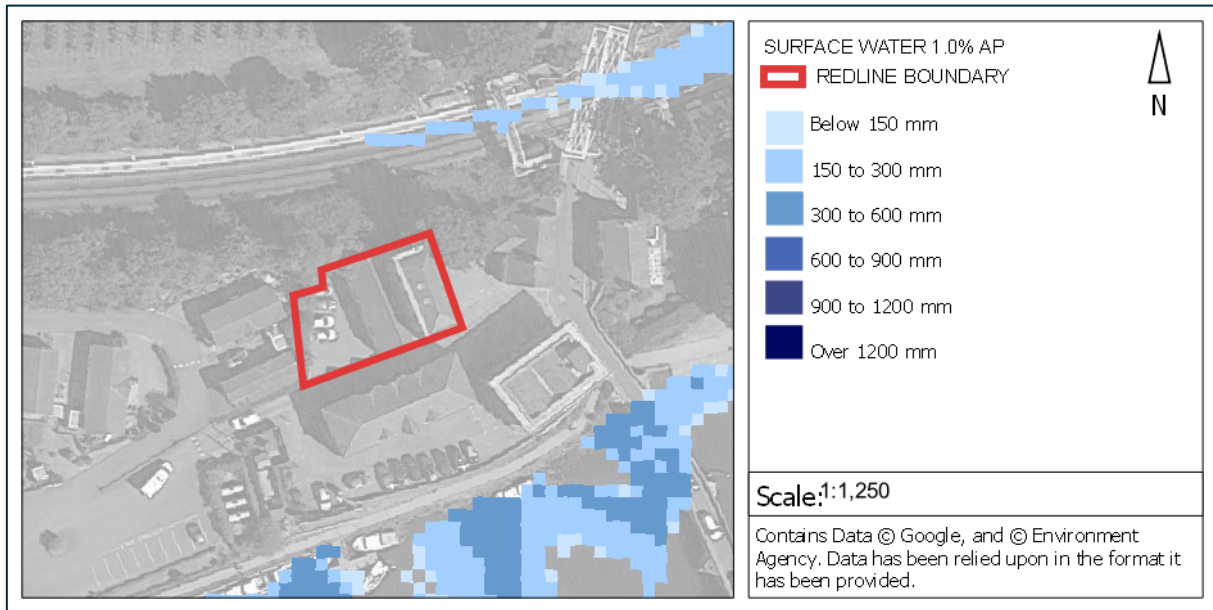 SURFACE WATER 1.0% AP
REDLINE BOUNDARY
N
Below 150 mm
150 to 300 mm
300 to 600 mm
600 to 900 mm
900 to 1200 mm
Over 1200 mm
Scale:1:1,250
Contains Data © Google, and © Environment
Agency. Data has been relied upon in the format it
has been provided.